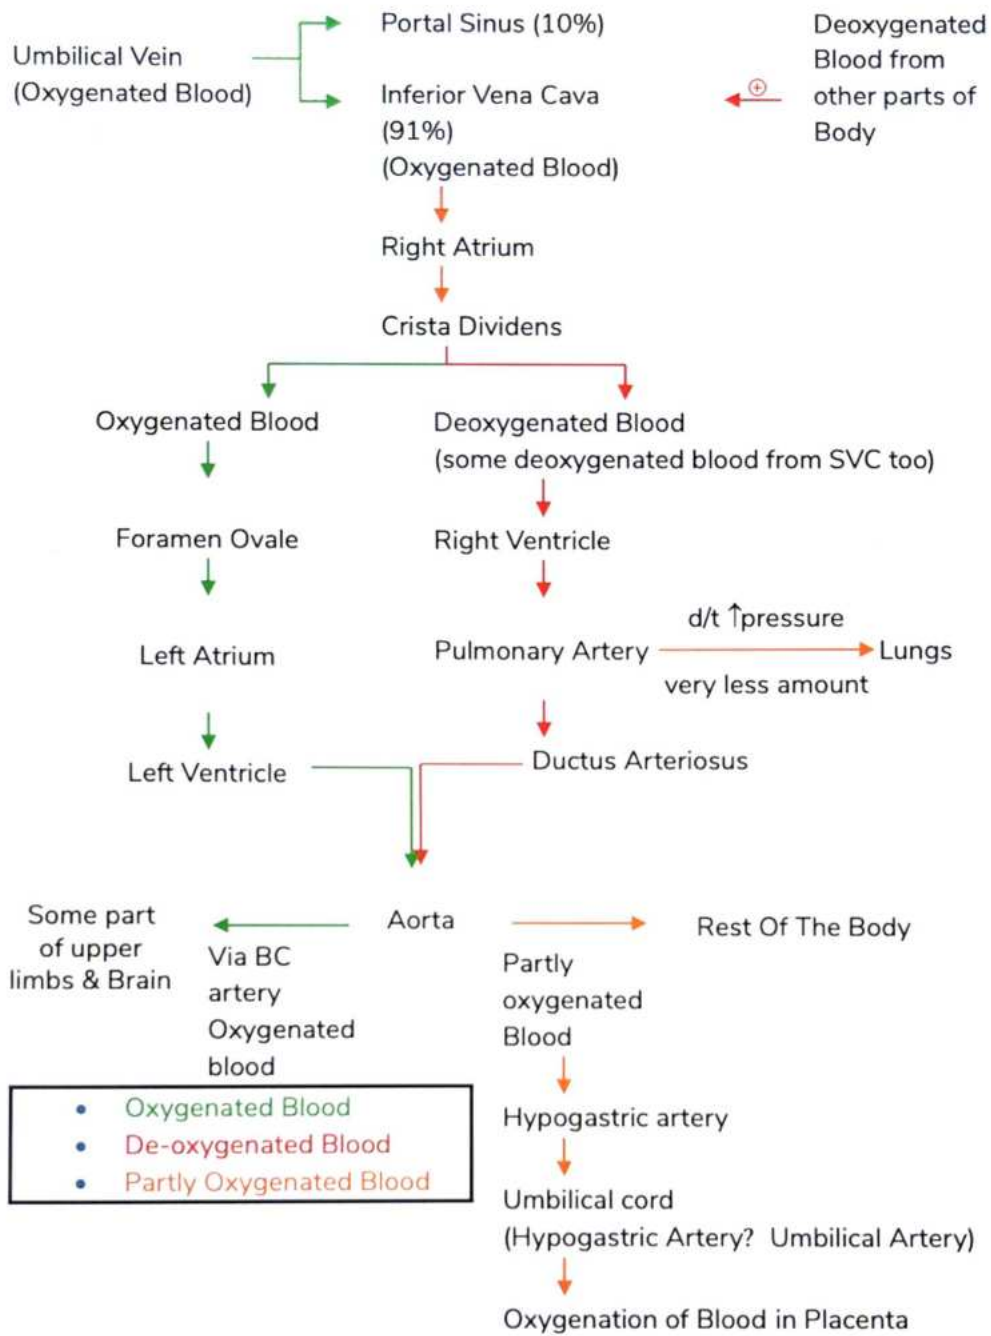 Umbilical Vein
(Oxygenated Blood)
Portal Sinus (10%)
Inferior Vena Cava
(91%)
(Oxygenated Blood)
Deoxygenated
Blood from
other parts of
Body
Right Atrium
Crista Dividens
Oxygenated Blood
Deoxygenated Blood
(some deoxygenated blood from SVC too)
Foramen Ovale
Right Ventricle
Left Atrium
Pulmonary Artery
d/t ↑pressure
very less amount
Lungs
Left Ventricle
Ductus Arteriosus
Aorta
Some part
of upper
limbs & Brain
Via BC
artery
Oxygenated
blood
Rest Of The Body
Partly
oxygenated
Blood
Hypogastric artery
Umbilical cord
(Hypogastric Artery? Umbilical Artery)
Oxygenation of Blood in Placenta
• Oxygenated Blood
• De-oxygenated Blood
• Partly Oxygenated Blood